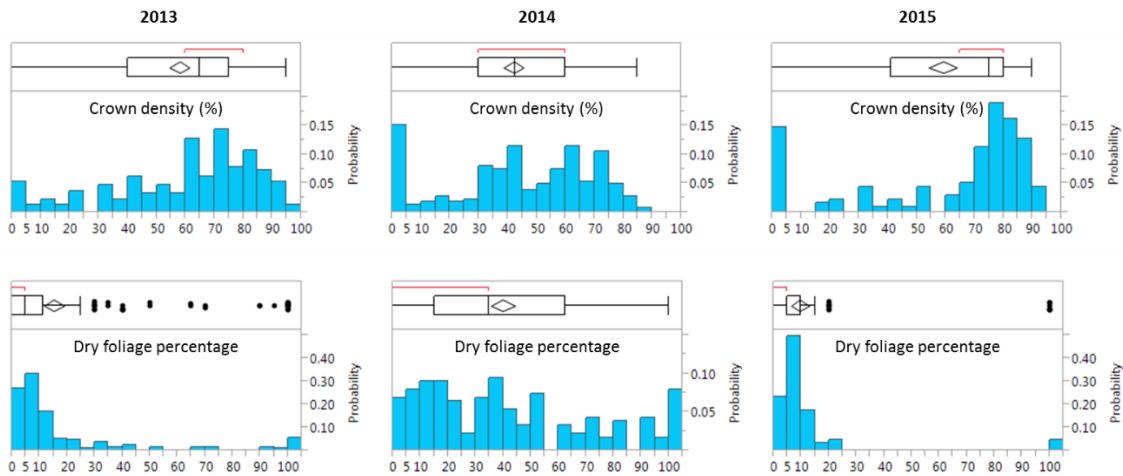 2013 2014 2015
Crown density (%) Crown density (%) Crown density (%)
0.15 0.15 0.15
0.10 0.10 0.10
0.05 0.05 0.05
Probability Probability Probability
0 5 10 20 30 40 50 60 70 80 90 100 0 5 10 20 30 40 50 60 70 80 90 100 0 5 10 20 30 40 50 60 70 80 90 100
Dry foliage percentage Dry foliage percentage Dry foliage percentage
0.40 0.10 0.40
0.30 0.05 0.30
0.20 0.20
0.10 0.10
Probability Probability Probability
0 5 10 20 30 40 50 60 70 80 90 100 0 5 10 20 30 40 50 60 70 80 90 100 0 5 10 20 30 40 50 60 70 80 90 100